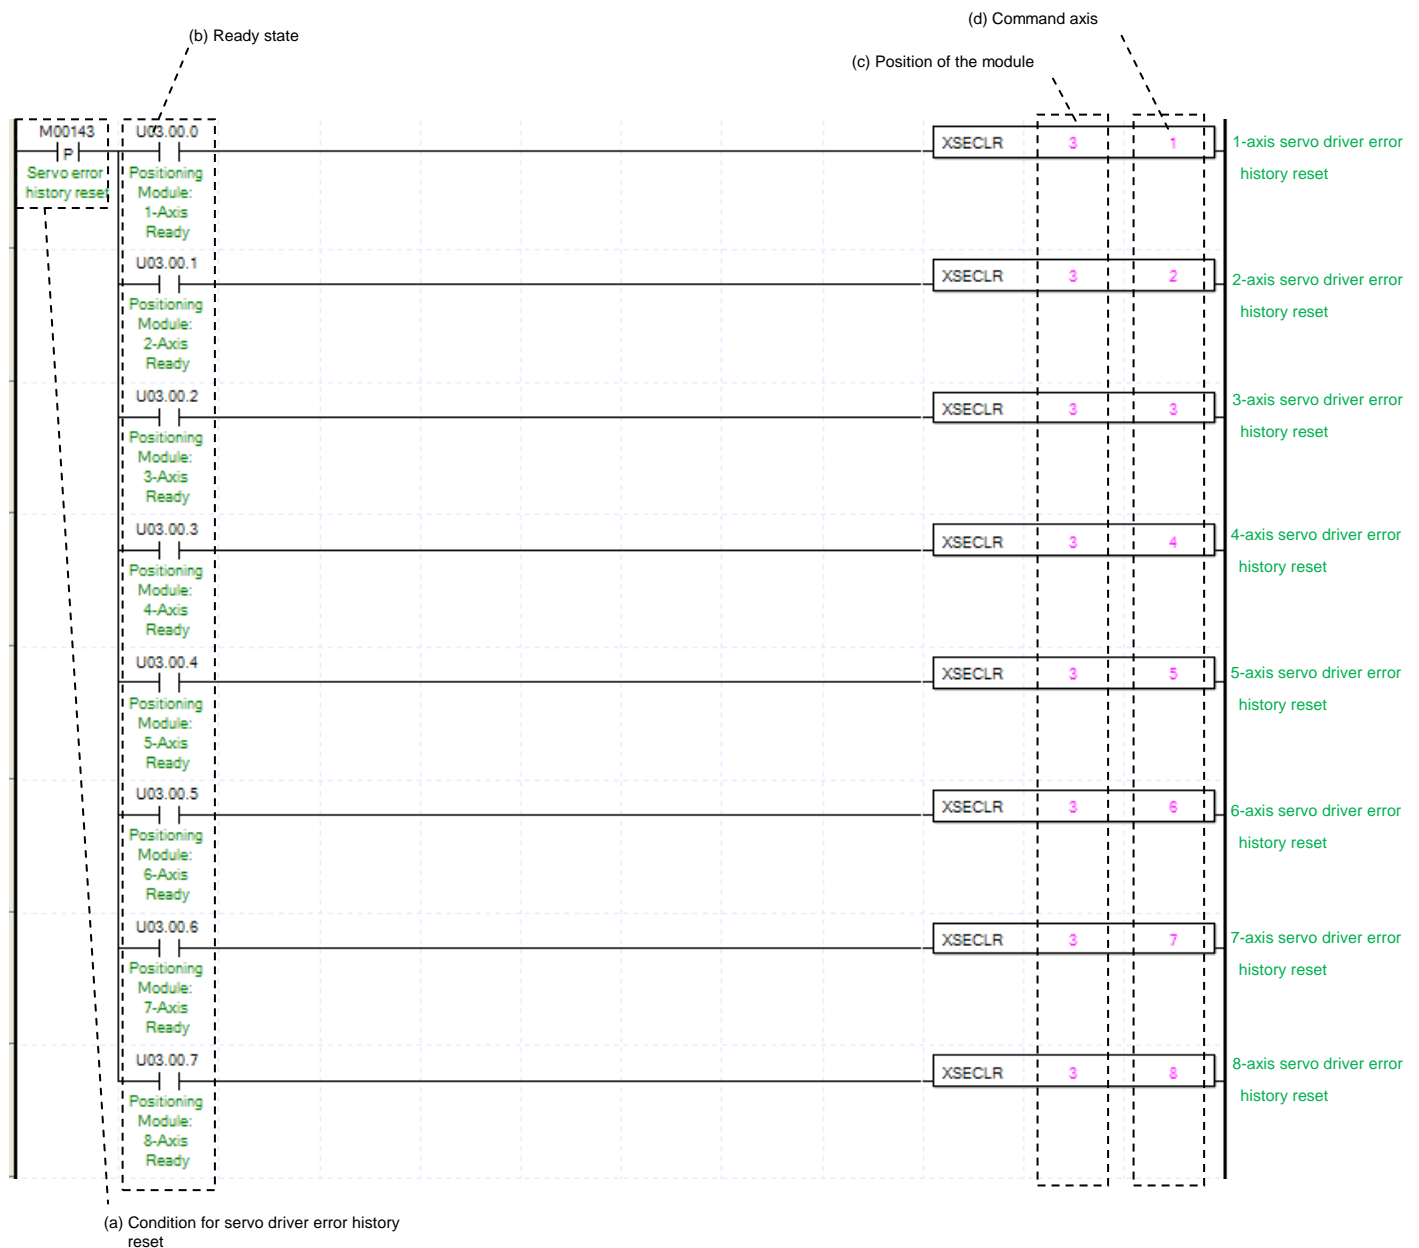 (d) Command axis
(b) Ready state
(c) Position of the module
M00143
P
Servo error
history reset
U03.00.0
Positioning
Module:
1-Axis
Ready
XSECLR 3 1
1-axis servo driver error
history reset
U03.00.1
Positioning
Module:
2-Axis
Ready
XSECLR 3 2
2-axis servo driver error
history reset
U03.00.2
Positioning
Module:
3-Axis
Ready
XSECLR 3 3
3-axis servo driver error
history reset
U03.00.3
Positioning
Module:
4-Axis
Ready
XSECLR 3 4
4-axis servo driver error
history reset
U03.00.4
Positioning
Module:
5-Axis
Ready
XSECLR 3 5
5-axis servo driver error
history reset
U03.00.5
Positioning
Module:
6-Axis
Ready
XSECLR 3 6
6-axis servo driver error
history reset
U03.00.6
Positioning
Module:
7-Axis
Ready
XSECLR 3 7
7-axis servo driver error
history reset
U03.00.7
Positioning
Module:
8-Axis
Ready
XSECLR 3 8
8-axis servo driver error
history reset
(a) Condition for servo driver error history
reset